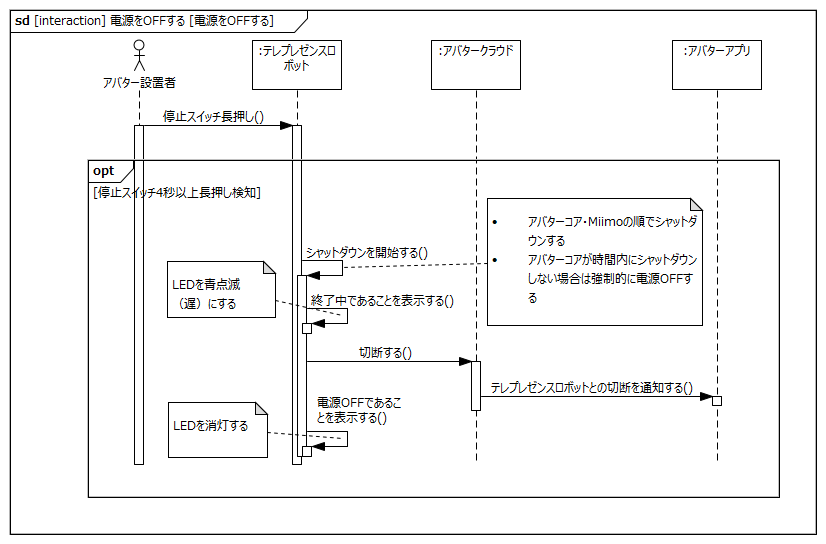 sd [interaction] 電源をOFFする [電源をOFFする]
アバター設置者
:テレプレゼンスロ
ボット
:アバタークラウド
:アバターアプリ
停止スイッチ長押し()
opt
[停止スイッチ4秒以上長押し検知]
• アバターコア・Miimoの順でシャットダ
ウンする
• アバターコアが時間内にシャットダウン
しない場合は強制的に電源OFFす
る
シャットダウンを開始する()
LEDを青点滅
（遅）にする
終了中であることを表示する()
切断する()
テレプレゼンスロボットとの切断を通知する()
電源OFFであるこ
とを表示する()
LEDを消灯する